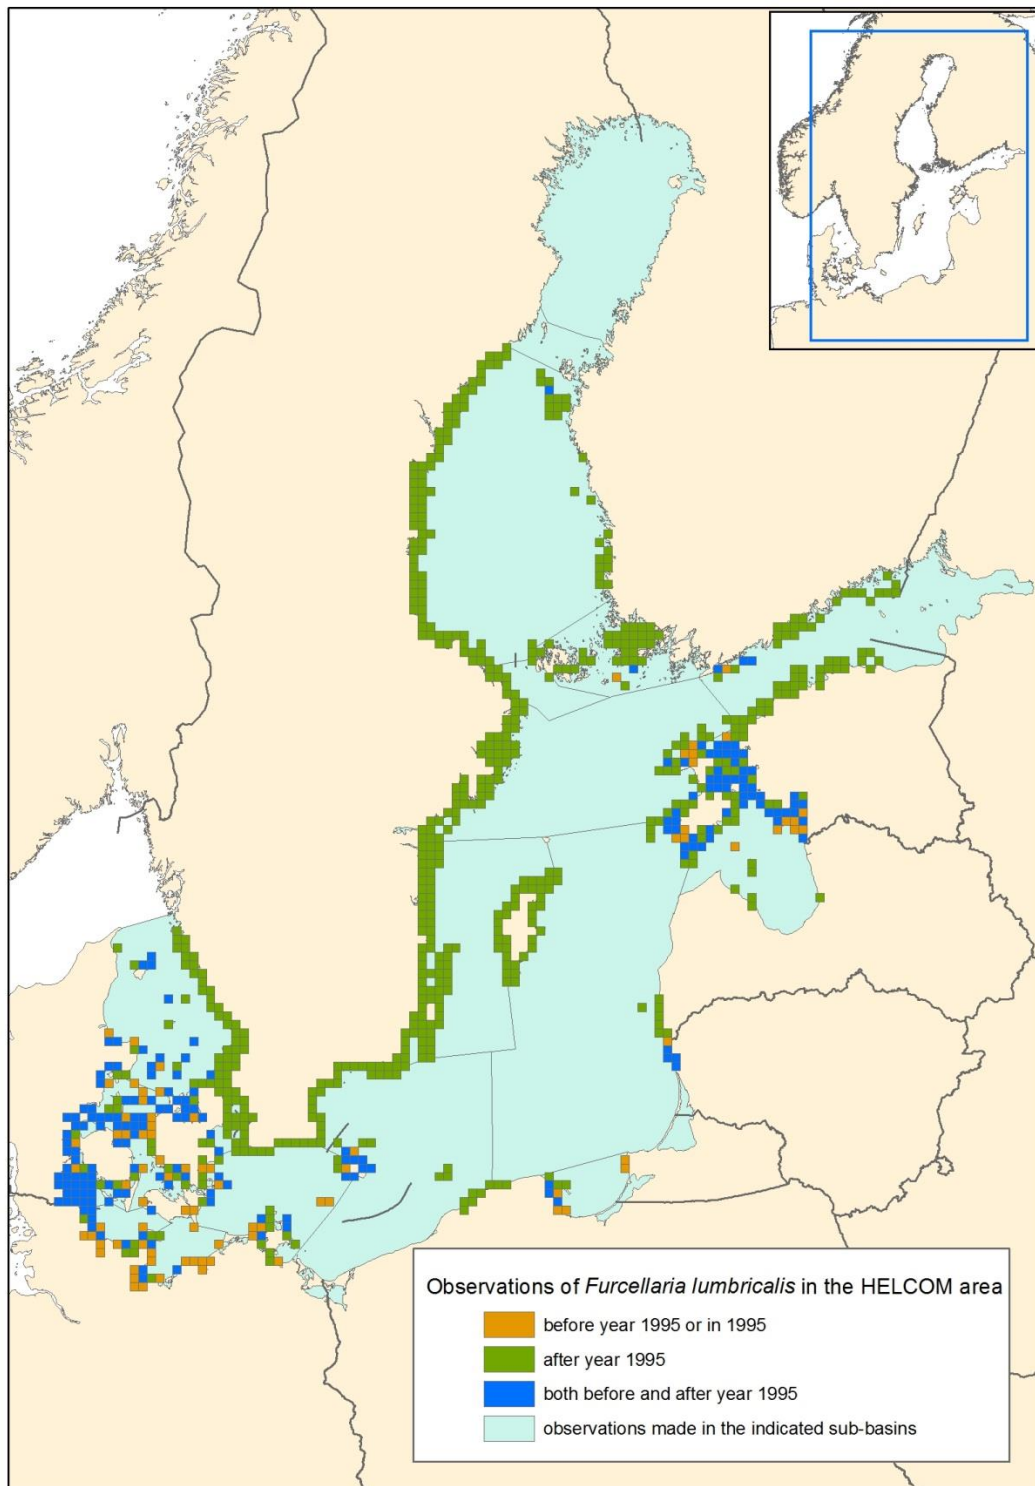 Observations of Furcellaria lumbricalis in the HELCOM area
before year 1995 or in 1995
after year 1995
both before and after year 1995
observations made in the indicated sub-basins